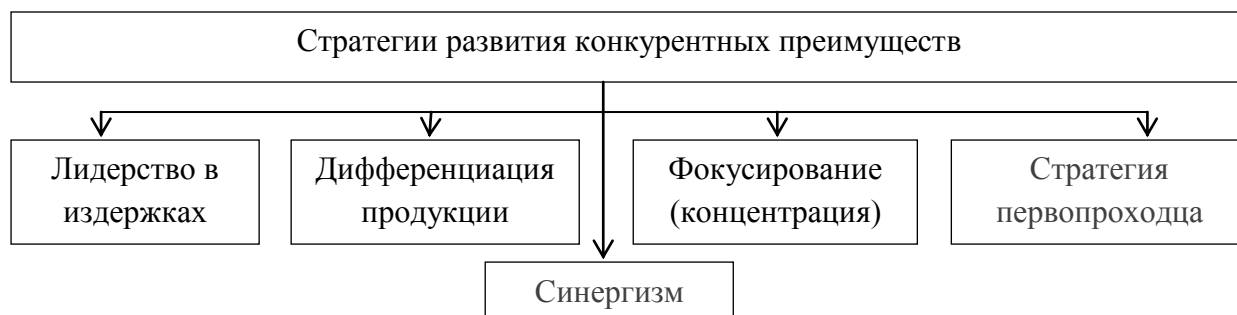 Стратегии развития конкурентных преимуществ
Лидерство в
издержках
Дифференциация
продукции
Фокусирование
(концентрация)
Стратегия
первопроходца
Синергизм